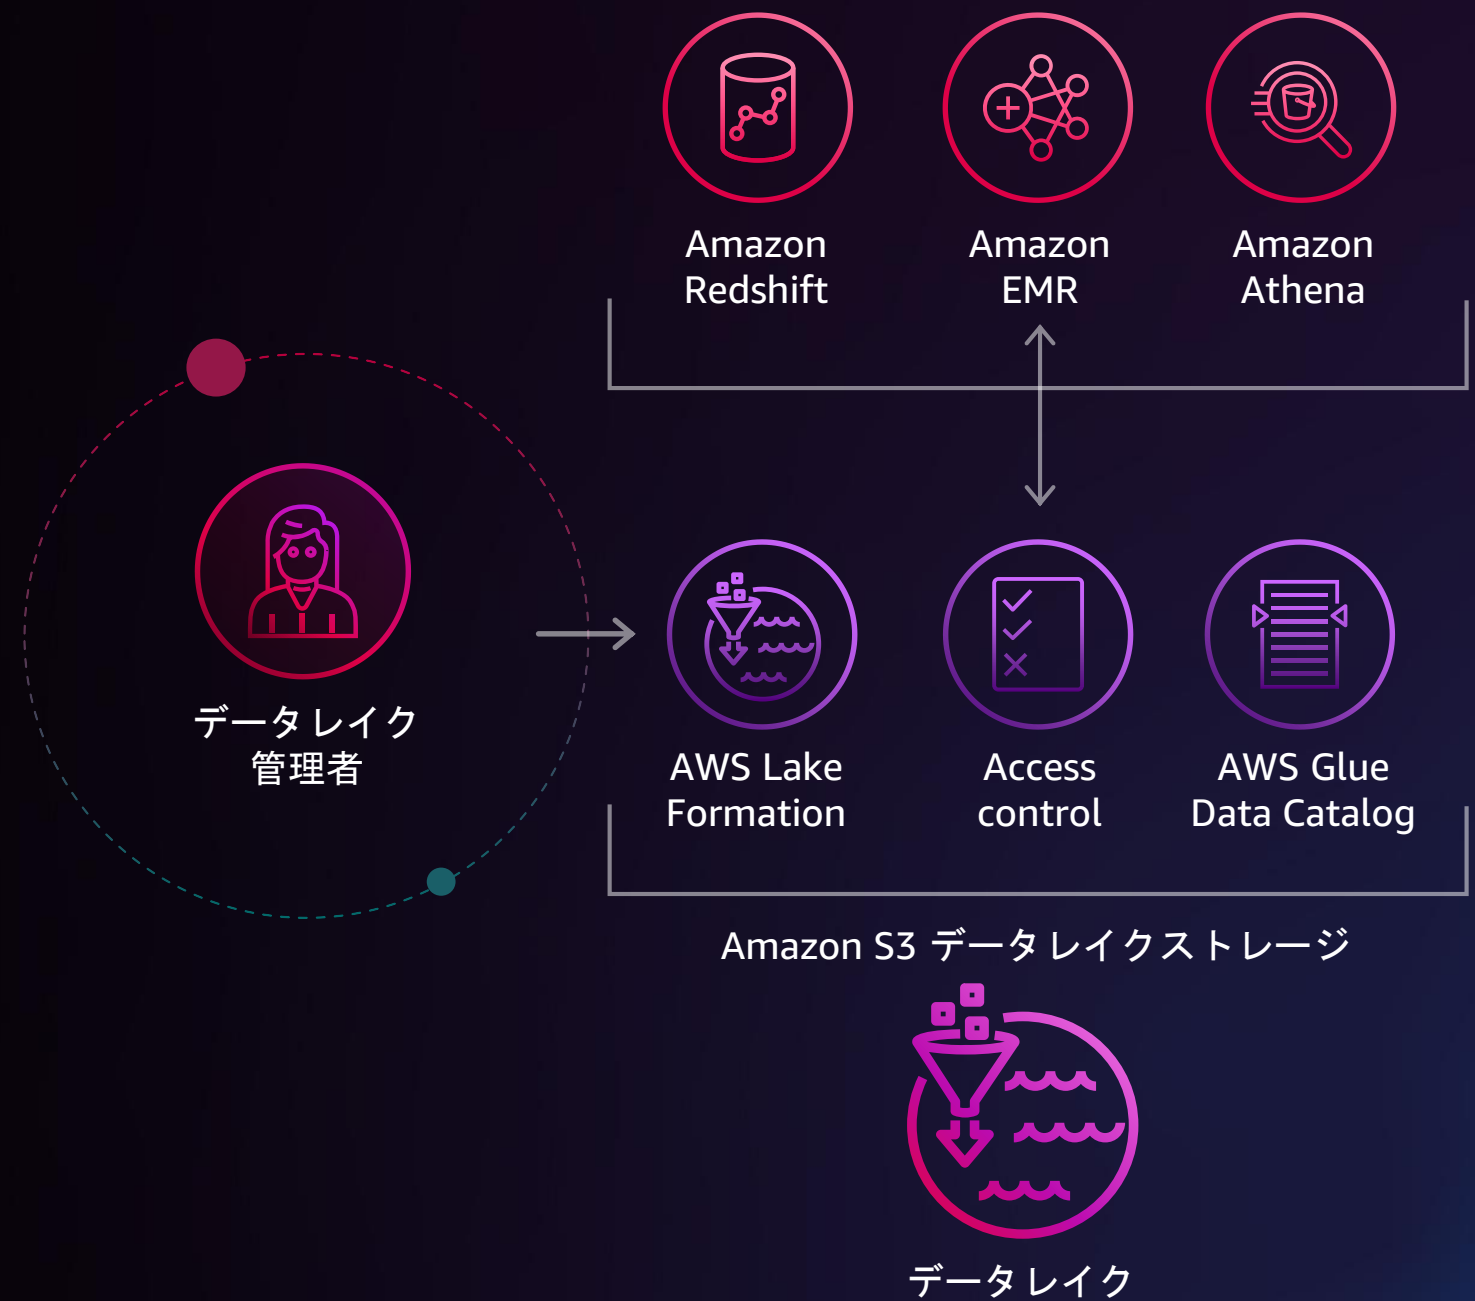 Amazon
Redshift
Amazon
EMR
Amazon
Athena
データレイク
管理者
AWS Lake
Formation
Access
control
AWS Glue
Data Catalog
Amazon S3 データレイクストレージ
データレイク